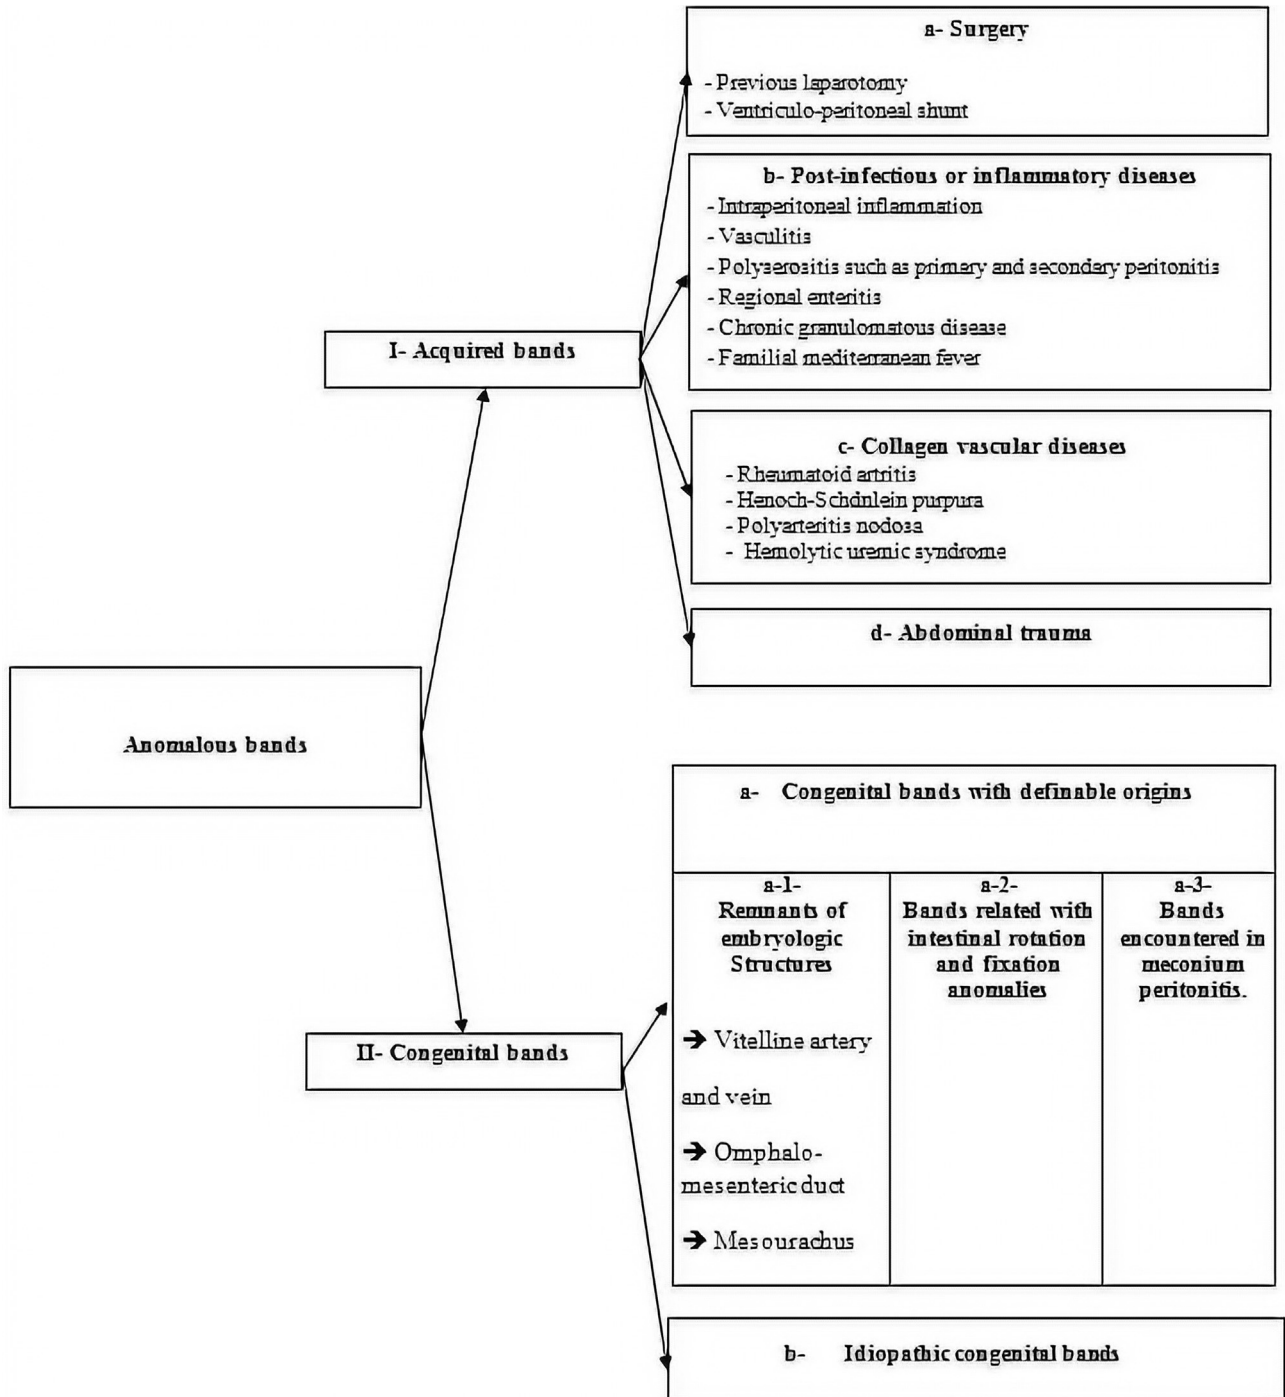 a- Surgery
- Previous laparotomy
- Ventriculo-peritoneal shunt
b- Post-infectious or inflammatory diseases
- Intraperitoneal inflammation
- Vasculitis
- Polyserositis such as primary and secondary peritonitis
- Regional enteritis
- Chronic granulomatous disease
- Familial mediterranean fever
I- Acquired bands
c- Collagen vascular diseases
- Rheumatoid artritis
- Henoch-Schönlein purpura
- Polyarteritis nodosa
- Hemolytic uremic syndrome
d- Abdominal trauma
Anomalous bands
a- Congenital bands with definable origins
a-1-
Remnants of
embryologic
Structures
➔ Vitelline artery
and vein
➔ Omphalo-
mesenteric duct
➔ Mesourachus
a-2-
Bands related with
intestinal rotation
and fixation
anomalies
a-3-
Bands
encountered in
meconium
peritonitis.
II- Congenital bands
b- Idiopathic congenital bands